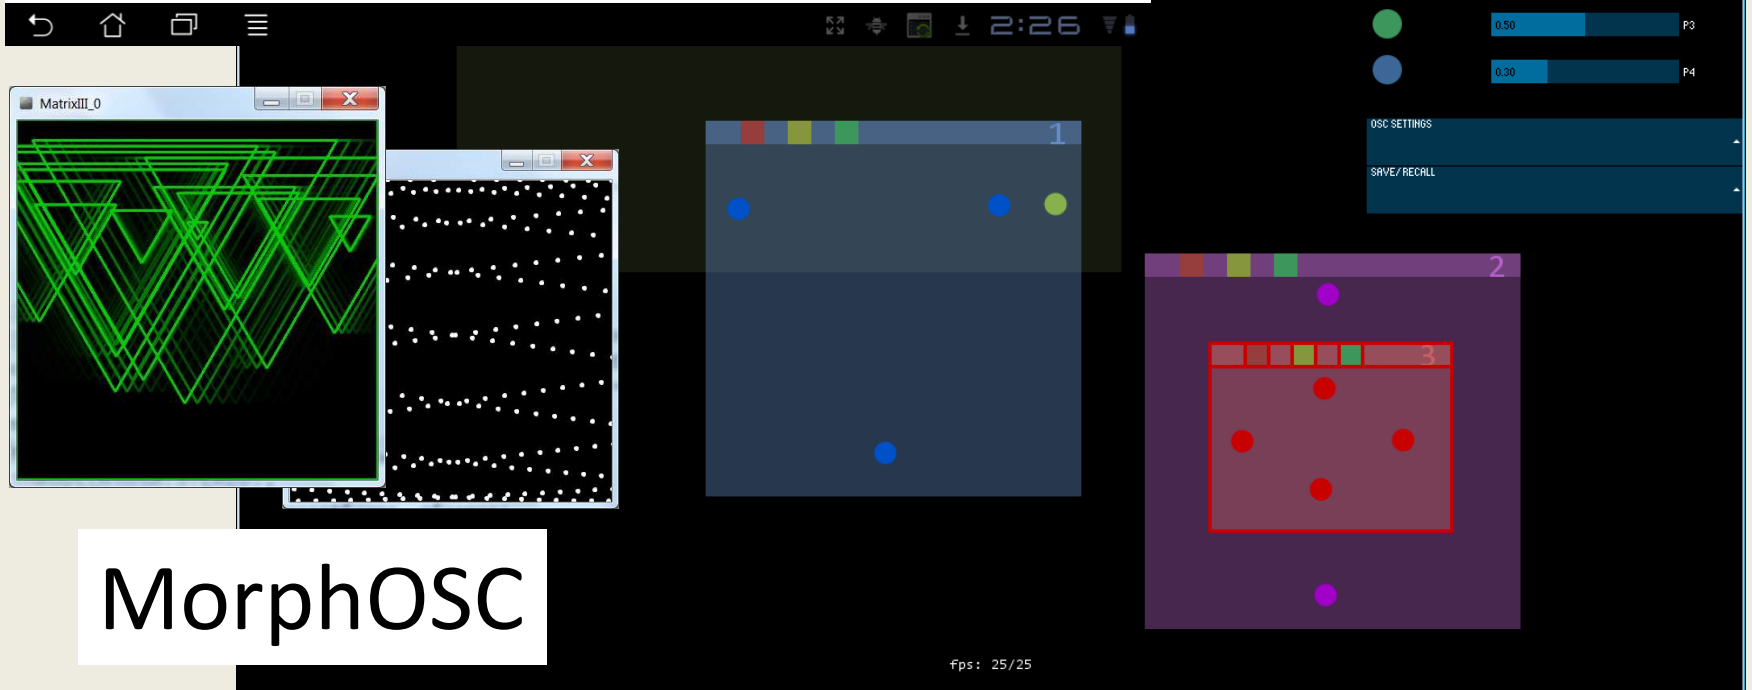 2:26
0.50 P3
0.30 P4
MatrixIII_0
OSC SETTINGS
SAVE/RECALL
1
2
3
MorphOSC
fps: 25/25